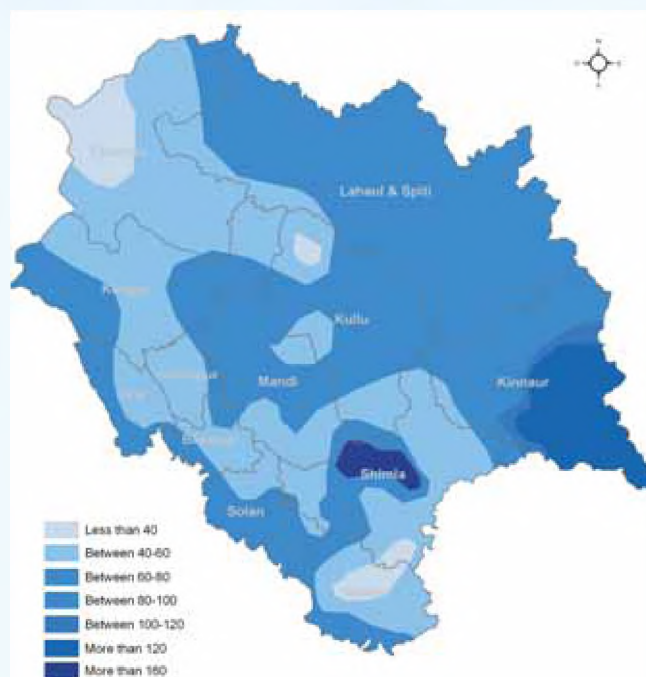 Lahaul & Spiti
Kullu
Mandi
Kinnaur
Shimla
Solan
Less than 40
Between 40-60
Between 60-80
Between 80-100
Between 100-120
More than 120
More than 160